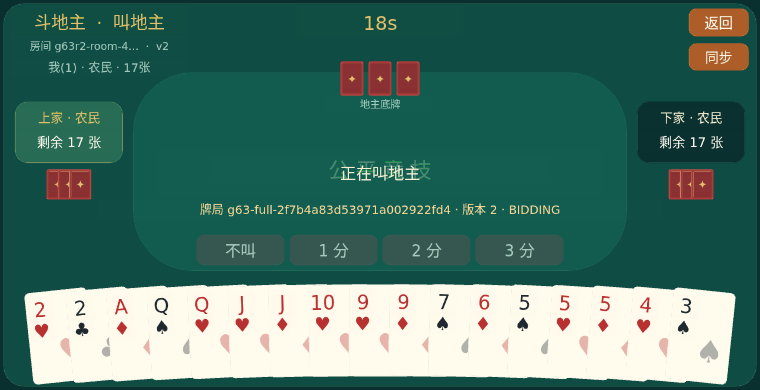 斗地主 · 叫地主
18s
返回
房间 g63r2-room-4… · v2
同步
我(1) · 农民 · 17张
地主底牌
上家 · 农民
剩余 17 张
下家 · 农民
剩余 17 张
公平竞技
正在叫地主
牌局 g63-full-2f7b4a83d53971a002922fd4 · 版本 2 · BIDDING
不叫
1 分
2 分
3 分
2 2 A Q Q J J 10 9 9 7 6 5 5 5 4 3